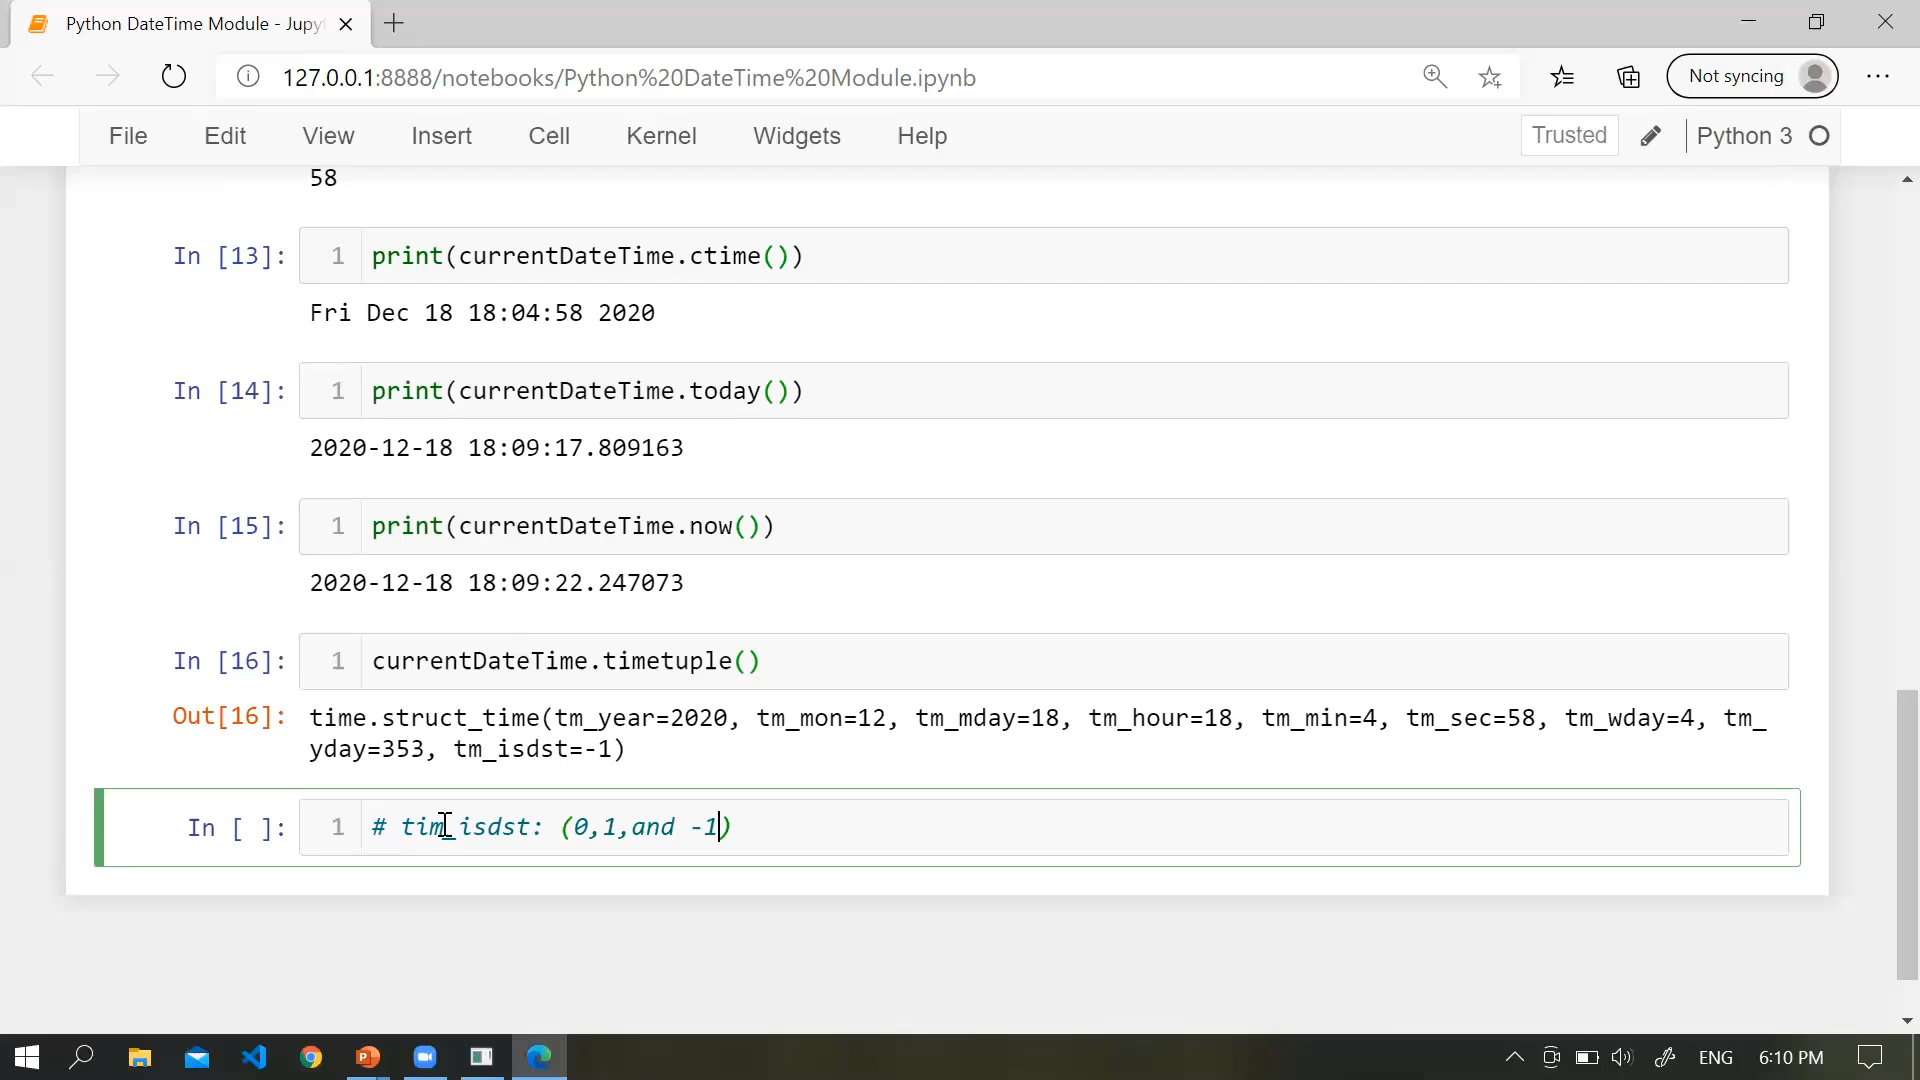 Python DateTime Module - Jupyt
127.0.0.1:8888/notebooks/Python%20DateTime%20Module.ipynb
Not syncing
File Edit View Insert Cell Kernel Widgets Help
Trusted
Python 3
58
In [13]: 1 print(currentDateTime.ctime())
Fri Dec 18 18:04:58 2020
In [14]: 1 print(currentDateTime.today())
2020-12-18 18:09:17.809163
In [15]: 1 print(currentDateTime.now())
2020-12-18 18:09:22.247073
In [16]: 1 currentDateTime.timetuple()
Out[16]: time.struct_time(tm_year=2020, tm_mon=12, tm_mday=18, tm_hour=18, tm_min=4, tm_sec=58, tm_wday=4, tm_
yday=353, tm_isdst=-1)
In [ ]: 1 # tim_isdst: (0,1,and -1)
ENG 6:10 PM